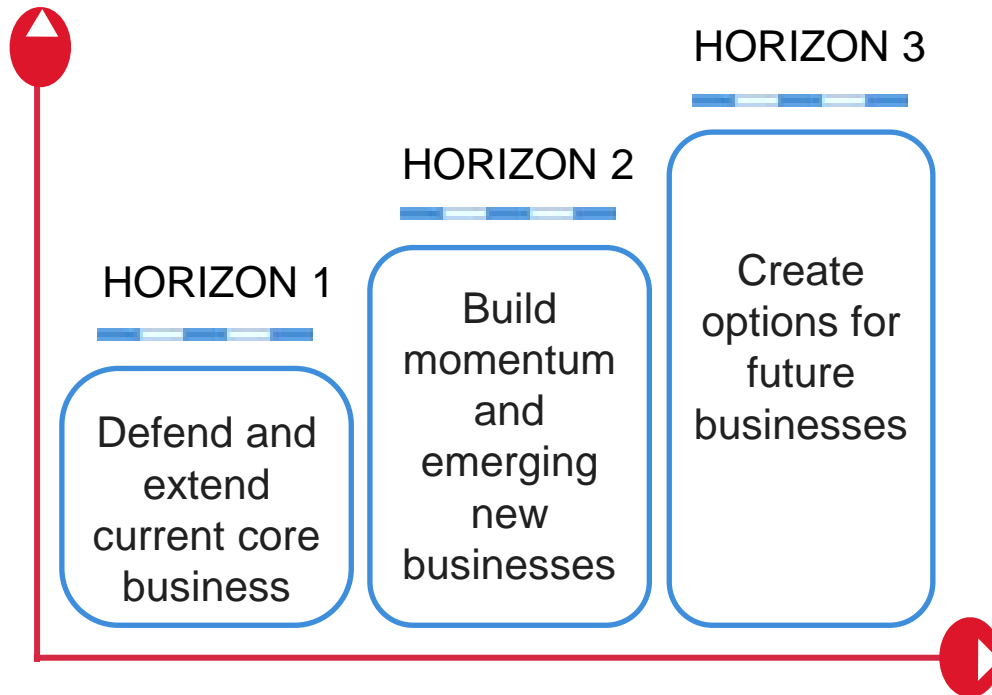 HORIZON 1
Defend and
extend
current core
business
HORIZON 2
Build
momentum
and
emerging
new
businesses
HORIZON 3
Create
options for
future
businesses